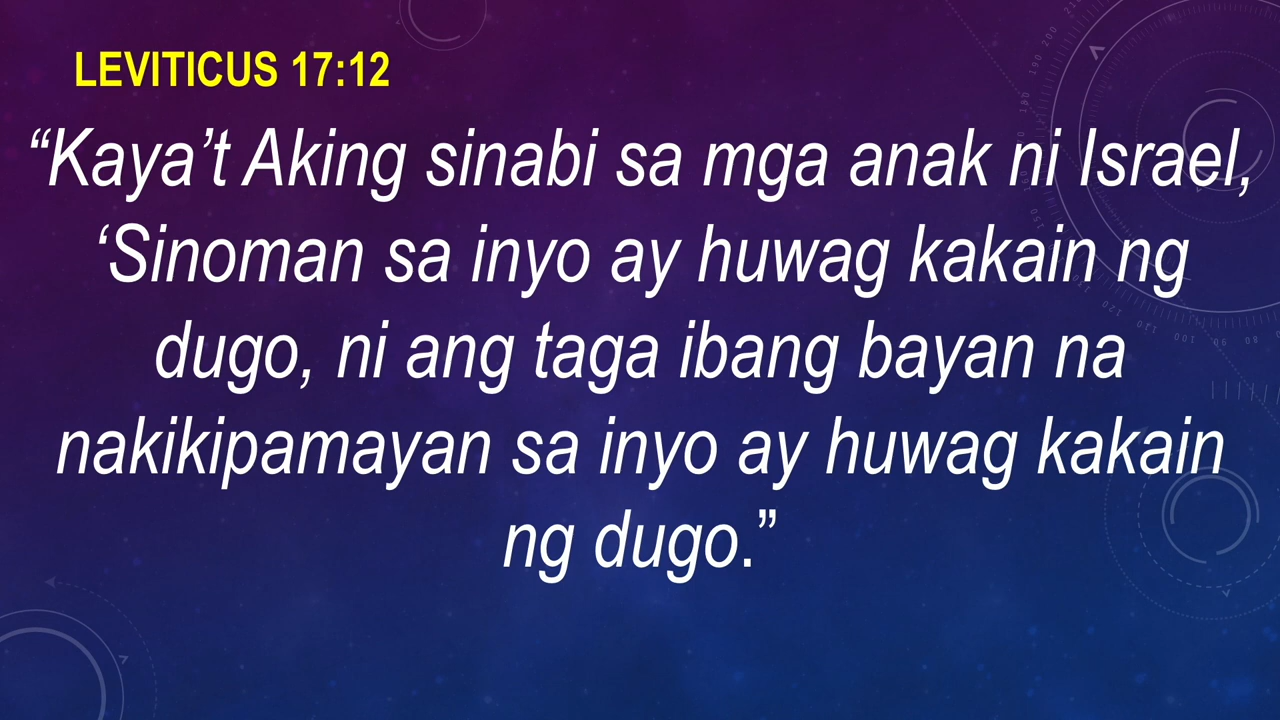 LEVITICUS 17:12
“Kaya’t Aking sinabi sa mga anak ni Israel,
‘Sinoman sa inyo ay huwag kakain ng
dugo, ni ang taga ibang bayan na
nakikipamayan sa inyo ay huwag kakain
ng dugo.”